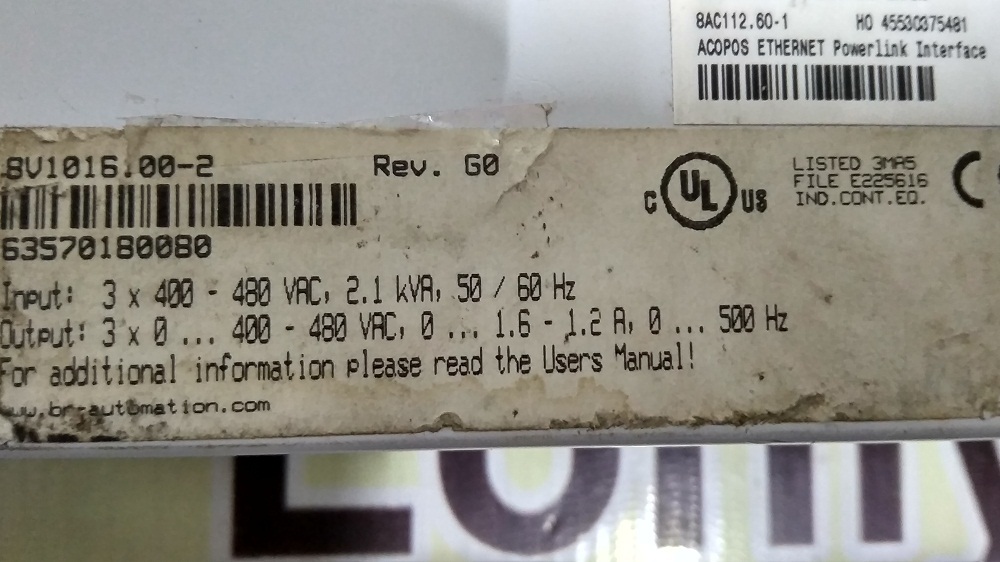 8AC112.60-1 H0 45530375481
ACOPOS ETHERNET Powerlink Interface
8V1016.00-2 Rev. G0
63570180080
C UL US
LISTED 3MA5
FILE E225616
IND.CONT.EQ.
CE
Input: 3 x 400 - 480 VAC, 2.1 kVA, 50 / 60 Hz
Output: 3 x 0 ... 400 - 480 VAC, 0 ... 1.6 - 1.2 A, 0 ... 500 Hz
For additional information please read the Users Manual!
www.br-automation.com